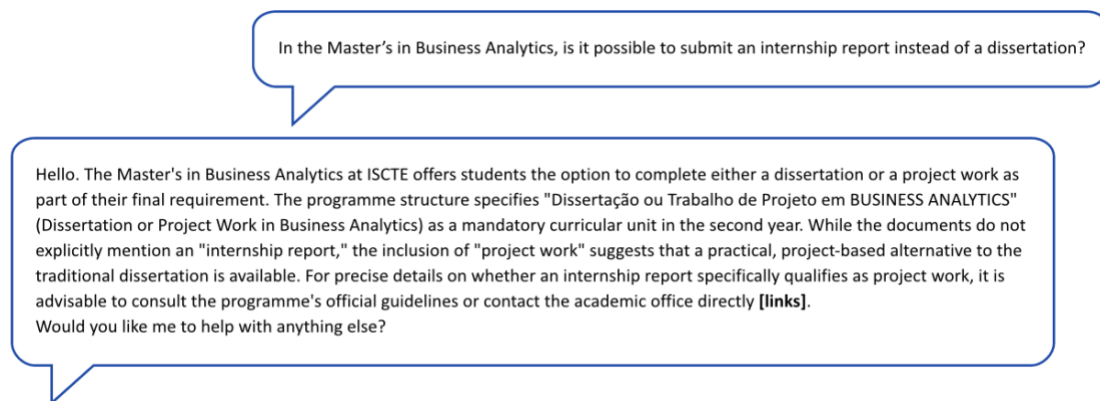 In the Master’s in Business Analytics, is it possible to submit an internship report instead of a dissertation?
Hello. The Master's in Business Analytics at ISCTE offers students the option to complete either a dissertation or a project work as
part of their final requirement. The programme structure specifies "Dissertação ou Trabalho de Projeto em BUSINESS ANALYTICS"
(Dissertation or Project Work in Business Analytics) as a mandatory curricular unit in the second year. While the documents do not
explicitly mention an "internship report," the inclusion of "project work" suggests that a practical, project-based alternative to the
traditional dissertation is available. For precise details on whether an internship report specifically qualifies as project work, it is
advisable to consult the programme's official guidelines or contact the academic office directly [links].
Would you like me to help with anything else?